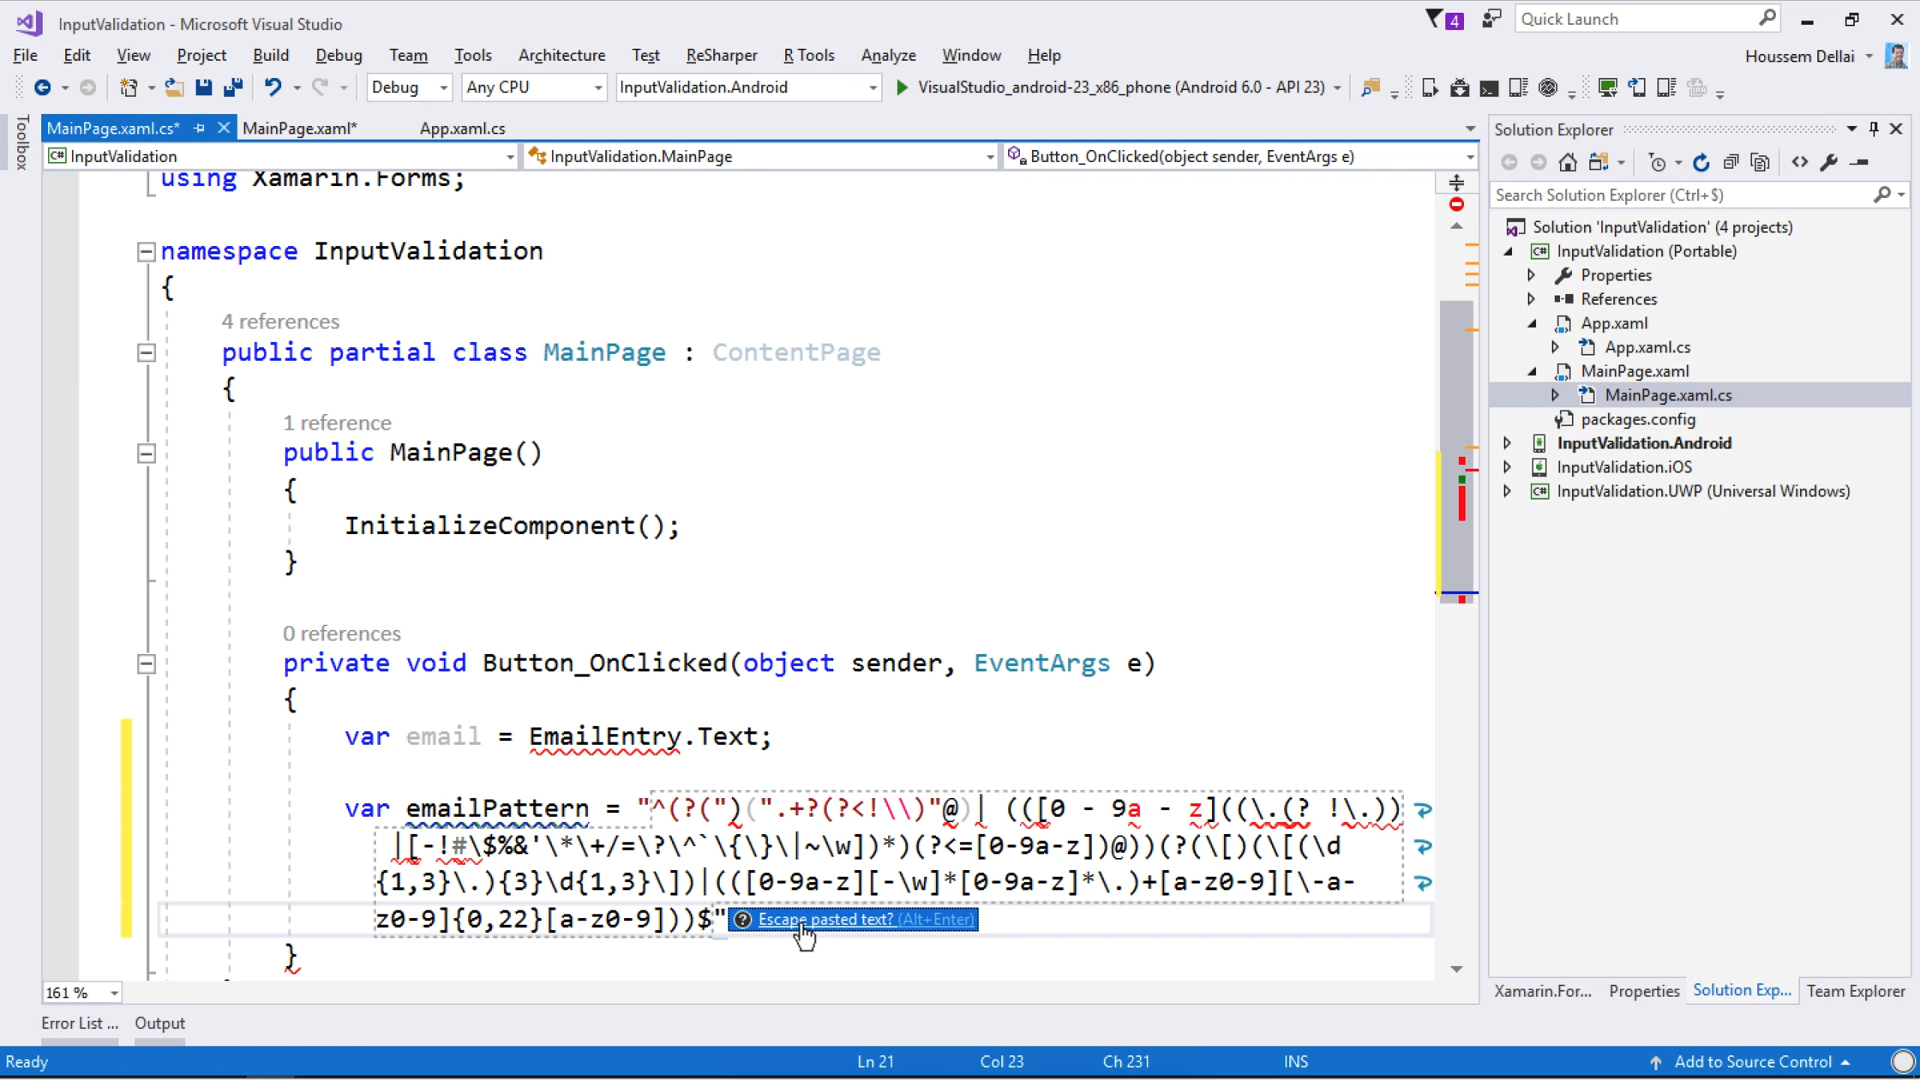 InputValidation - Microsoft Visual Studio
4
Quick Launch
File Edit View Project Build Debug Team Tools Architecture Test ReSharper R Tools Analyze Window Help
Houssem Dellai
Debug Any CPU InputValidation.Android VisualStudio_android-23_x86_phone (Android 6.0 - API 23)
Toolbox
MainPage.xaml.cs* MainPage.xaml* App.xaml.cs
InputValidation InputValidation.MainPage Button_OnClicked(object sender, EventArgs e)
using Xamarin.Forms;
namespace InputValidation
{
4 references
public partial class MainPage : ContentPage
{
1 reference
public MainPage()
{
InitializeComponent();
}
0 references
private void Button_OnClicked(object sender, EventArgs e)
{
var email = EmailEntry.Text;
var emailPattern = "^(?(")(".+?(?<!\\)"@)| (([0 - 9a - z]((\.(? !\.))
|[-!#\$%&'\*\+/=\?\^`\{\}\|~\w])*)(?<=[0-9a-z])@))(?(\[)(\[(\d
{1,3}\.){3}\d{1,3}\])|(([0-9a-z][-\w]*[0-9a-z]*\.)+[a-z0-9][\-a-
z0-9]{0,22}[a-z0-9]))$"
Escape pasted text? (Alt+Enter)
}
161 %
Error List ... Output
Solution Explorer
Search Solution Explorer (Ctrl+$)
Solution 'InputValidation' (4 projects)
InputValidation (Portable)
Properties
References
App.xaml
App.xaml.cs
MainPage.xaml
MainPage.xaml.cs
packages.config
InputValidation.Android
InputValidation.iOS
InputValidation.UWP (Universal Windows)
Xamarin.For... Properties Solution Exp... Team Explorer
Ready Ln 21 Col 23 Ch 231 INS Add to Source Control